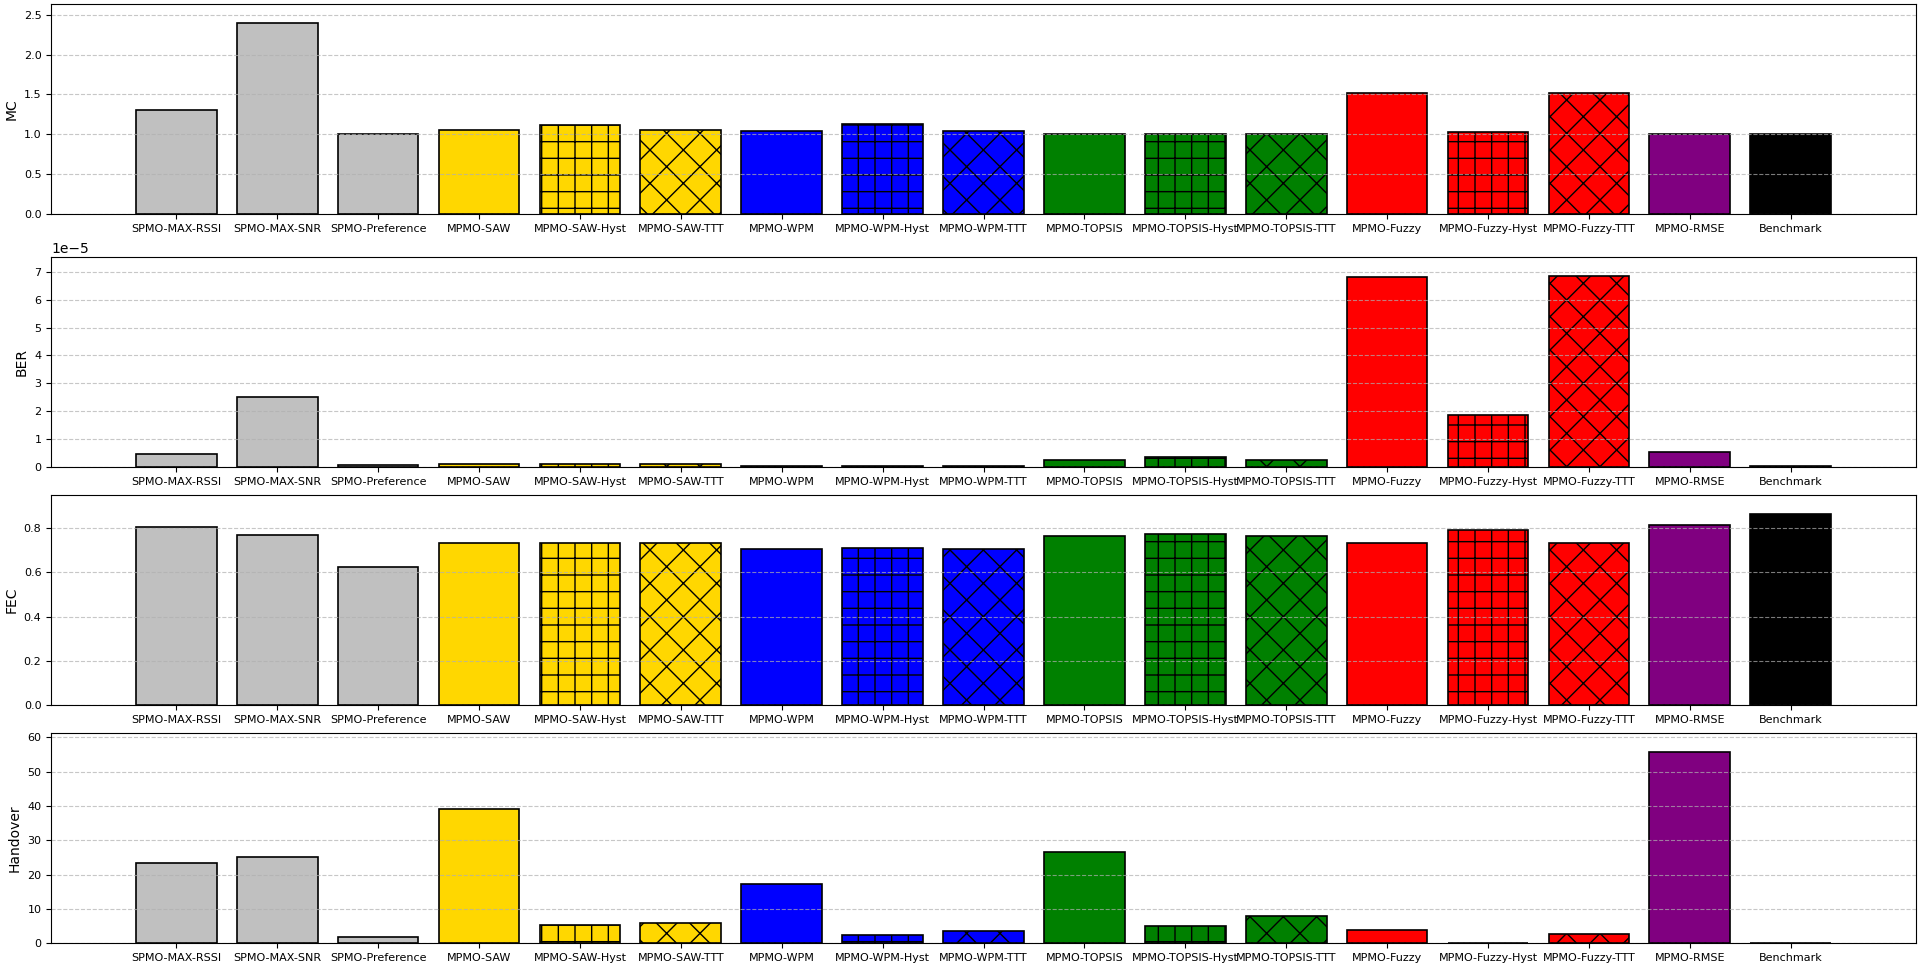 MC
2.5
2.0
1.5
1.0
0.5
0.0
SPMO-MAX-RSSI SPMO-MAX-SNR SPMO-Preference MPMO-SAW MPMO-SAW-Hyst MPMO-SAW-TTT MPMO-WPM MPMO-WPM-Hyst MPMO-WPM-TTT MPMO-TOPSIS MPMO-TOPSIS-Hyst MPMO-TOPSIS-TTT MPMO-Fuzzy MPMO-Fuzzy-Hyst MPMO-Fuzzy-TTT MPMO-RMSE Benchmark
1e−5
BER
7
6
5
4
3
2
1
0
SPMO-MAX-RSSI SPMO-MAX-SNR SPMO-Preference MPMO-SAW MPMO-SAW-Hyst MPMO-SAW-TTT MPMO-WPM MPMO-WPM-Hyst MPMO-WPM-TTT MPMO-TOPSIS MPMO-TOPSIS-Hyst MPMO-TOPSIS-TTT MPMO-Fuzzy MPMO-Fuzzy-Hyst MPMO-Fuzzy-TTT MPMO-RMSE Benchmark
FEC
0.8
0.6
0.4
0.2
0.0
SPMO-MAX-RSSI SPMO-MAX-SNR SPMO-Preference MPMO-SAW MPMO-SAW-Hyst MPMO-SAW-TTT MPMO-WPM MPMO-WPM-Hyst MPMO-WPM-TTT MPMO-TOPSIS MPMO-TOPSIS-Hyst MPMO-TOPSIS-TTT MPMO-Fuzzy MPMO-Fuzzy-Hyst MPMO-Fuzzy-TTT MPMO-RMSE Benchmark
Handover
60
50
40
30
20
10
0
SPMO-MAX-RSSI SPMO-MAX-SNR SPMO-Preference MPMO-SAW MPMO-SAW-Hyst MPMO-SAW-TTT MPMO-WPM MPMO-WPM-Hyst MPMO-WPM-TTT MPMO-TOPSIS MPMO-TOPSIS-Hyst MPMO-TOPSIS-TTT MPMO-Fuzzy MPMO-Fuzzy-Hyst MPMO-Fuzzy-TTT MPMO-RMSE Benchmark